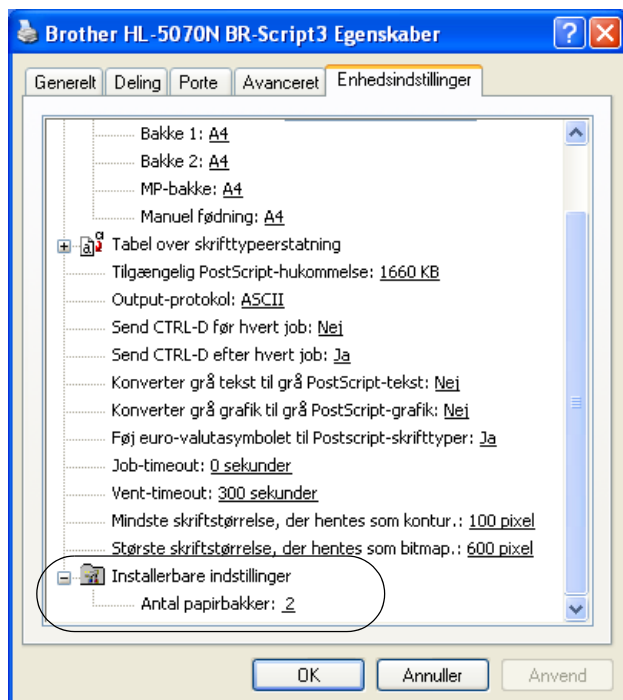 Brother HL-5070N BR-Script3 Egenskaber
Generelt Deling Porte Avanceret Enhedsindstillinger
Bakke 1: A4
Bakke 2: A4
MP-bakke: A4
Manuel fødning: A4
Tabel over skrifttypeerstatning
Tilgængelig PostScript-hukommelse: 1660 KB
Output-protokol: ASCII
Send CTRL-D før hvert job: Nej
Send CTRL-D efter hvert job: Ja
Konverter grå tekst til grå PostScript-tekst: Nej
Konverter grå grafik til grå PostScript-grafik: Nej
Føj euro-valutasymbolet til Postscript-skrifttyper: Ja
Job-timeout: 0 sekunder
Vent-timeout: 300 sekunder
Mindste skriftstørrelse, der hentes som kontur.: 100 pixel
Største skriftstørrelse, der hentes som bitmap.: 600 pixel
Installerbare indstillinger
Antal papirbakker: 2
OK Annuller Anvend